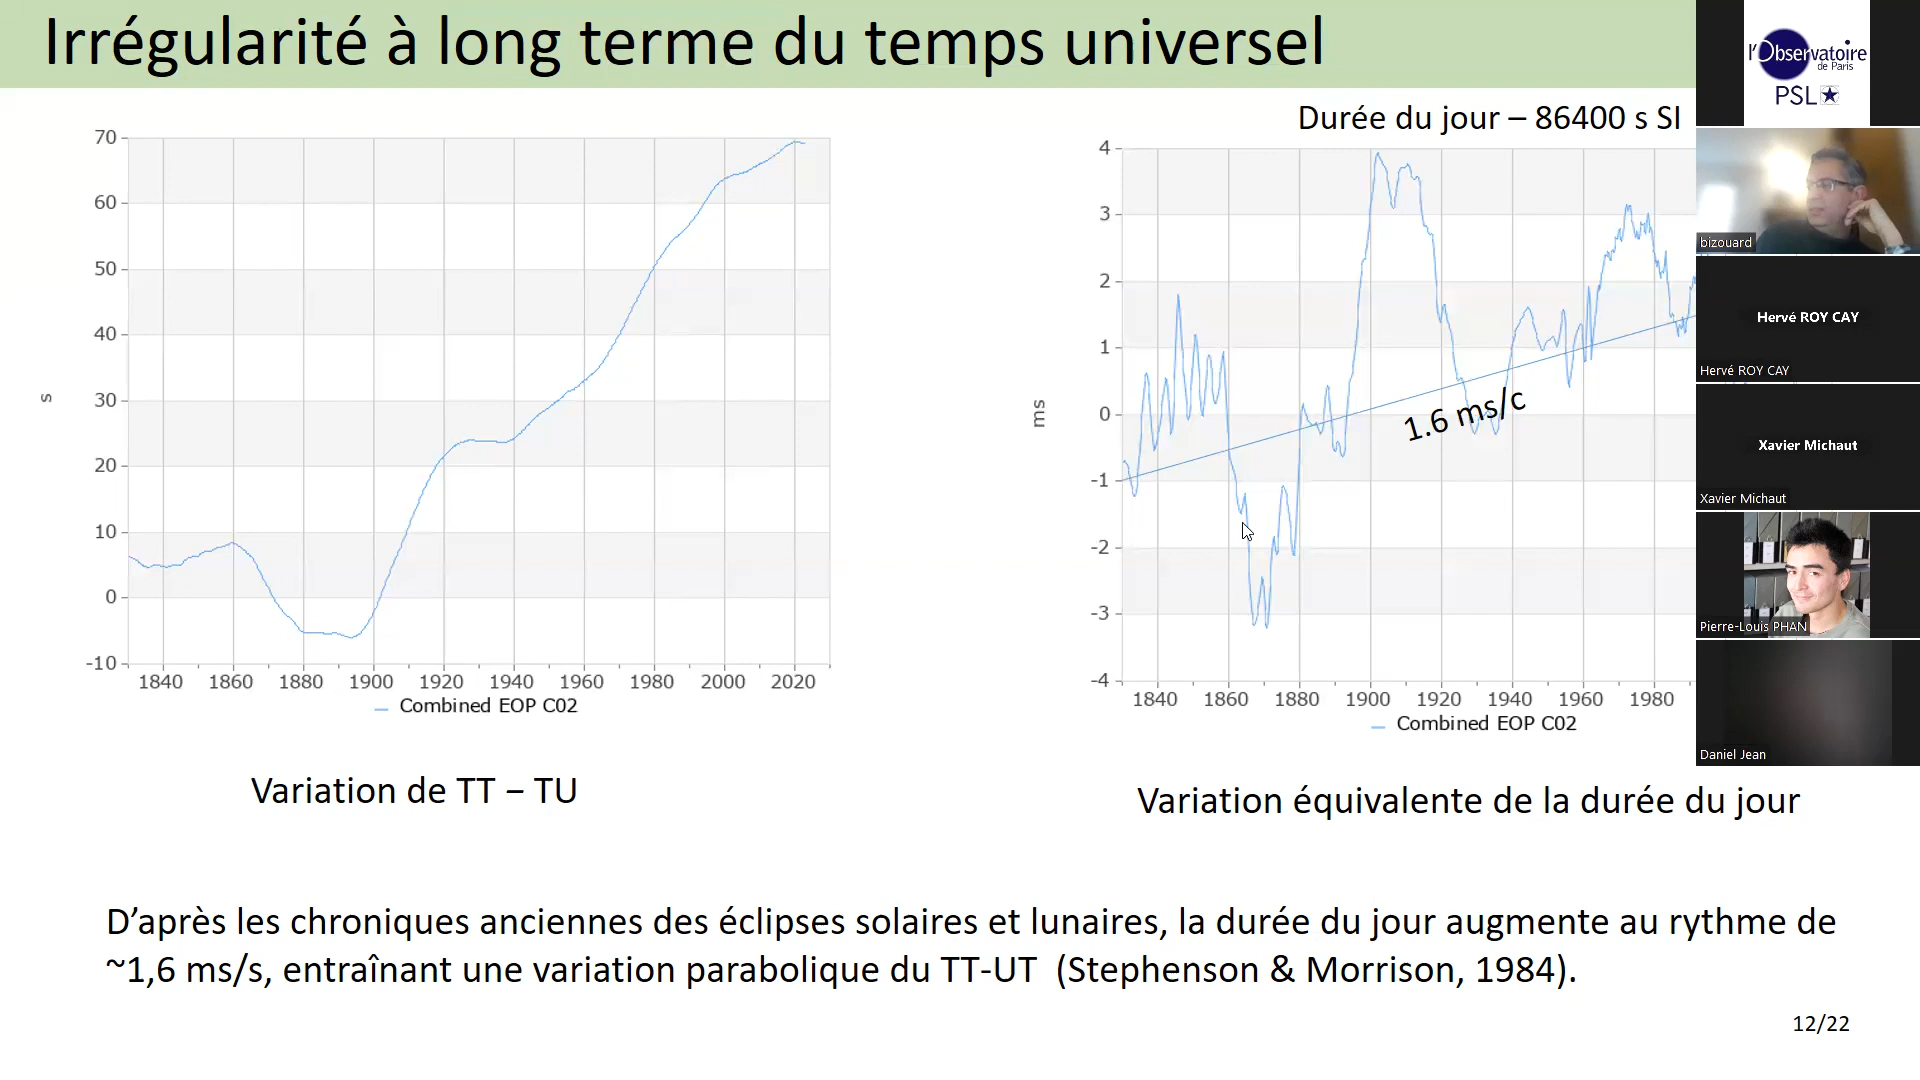 Irrégularité à long terme du temps universel
70
60
50
40
30
20
10
0
-10
s
1840 1860 1880 1900 1920 1940 1960 1980 2000 2020
Combined EOP C02
Variation de TT – TU
Durée du jour – 86400 s SI
4
3
2
1
0
-1
-2
-3
-4
ms
1.6 ms/c
1840 1860 1880 1900 1920 1940 1960 1980
Combined EOP C02
Variation équivalente de la durée du jour
D’après les chroniques anciennes des éclipses solaires et lunaires, la durée du jour augmente au rythme de
~1,6 ms/s, entraînant une variation parabolique du TT-UT (Stephenson & Morrison, 1984).
12/22
l'Observatoire
de Paris
PSL
bizouard
Hervé ROY CAY
Hervé ROY CAY
Xavier Michaut
Xavier Michaut
Pierre-Louis PHAN
Daniel Jean